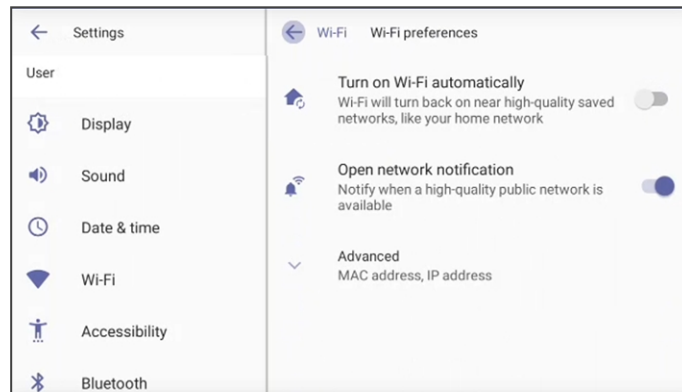 Settings
User
Display
Sound
Date & time
Wi-Fi
Accessibility
Bluetooth
Wi-Fi Wi-Fi preferences
Turn on Wi-Fi automatically
Wi-Fi will turn back on near high-quality saved
networks, like your home network
Open network notification
Notify when a high-quality public network is
available
Advanced
MAC address, IP address